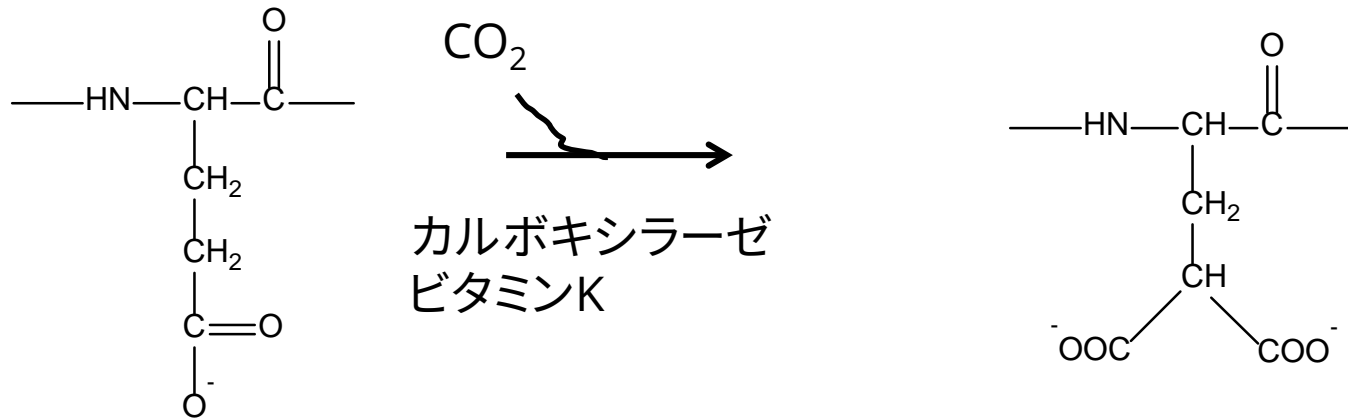 O
CO₂
O
HN CH C
HN CH C
CH₂
CH₂
カルボキシラーゼ
CH₂
ビタミンK
CH
C O
-OOC COO-
O-